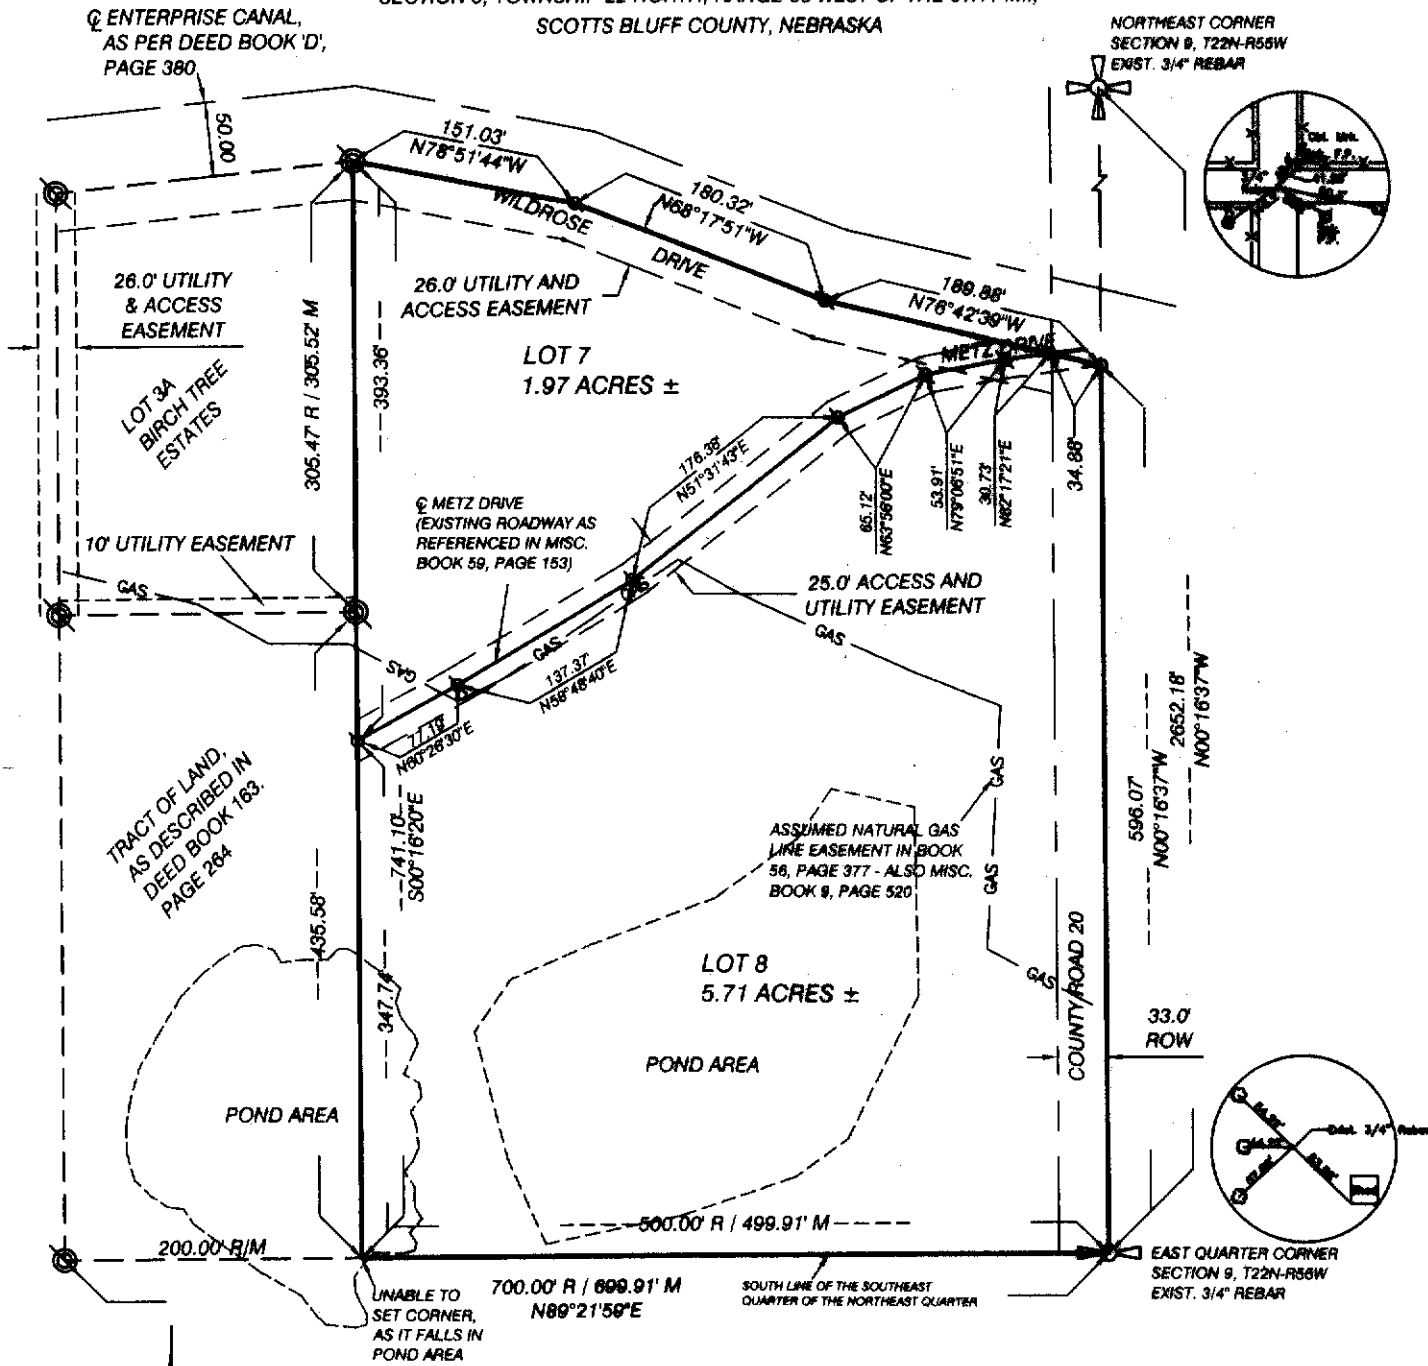 SCOTTS BLUFF COUNTY, NEBRASKA
℄ ENTERPRISE CANAL,
AS PER DEED BOOK 'D',
PAGE 380
NORTHEAST CORNER
SECTION 9, T22N-R56W
EXIST. 3/4" REBAR
50.00
151.03'
N78°51'44"W
180.32'
N68°17'51"W
WILDROSE
DRIVE
189.88'
N76°42'39"W
METZ DRIVE
26.0' UTILITY
& ACCESS
EASEMENT
26.0' UTILITY AND
ACCESS EASEMENT
305.47' R / 305.52' M
393.36'
LOT 7
1.97 ACRES ±
LOT 3A
BIRCH TREE
ESTATES
176.38'
N51°31'43"E
65.12'
N63°56'00"E
53.91'
N79°06'51"E
30.73'
N82°17'21"E
34.88'
℄ METZ DRIVE
(EXISTING ROADWAY AS
REFERENCED IN MISC.
BOOK 59, PAGE 153)
10' UTILITY EASEMENT
GAS
25.0' ACCESS AND
UTILITY EASEMENT
GAS
GAS
GAS
137.37'
N58°48'40"E
77.19'
N60°26'30"E
2652.18'
N00°16'37"W
596.07'
N00°16'37"W
TRACT OF LAND,
AS DESCRIBED IN
DEED BOOK 163,
PAGE 264
741.10'
S00°16'20"E
435.58'
347.74'
GAS
ASSUMED NATURAL GAS
LINE EASEMENT IN BOOK
56, PAGE 377 - ALSO MISC.
BOOK 9, PAGE 520
GAS
GAS
LOT 8
5.71 ACRES ±
COUNTY ROAD 20
33.0'
ROW
POND AREA
POND AREA
500.00' R / 499.91' M
200.00' R/M
700.00' R / 699.91' M
N89°21'59"E
SOUTH LINE OF THE SOUTHEAST
QUARTER OF THE NORTHEAST QUARTER
UNABLE TO
SET CORNER,
AS IT FALLS IN
POND AREA
EAST QUARTER CORNER
SECTION 9, T22N-R56W
EXIST. 3/4" REBAR